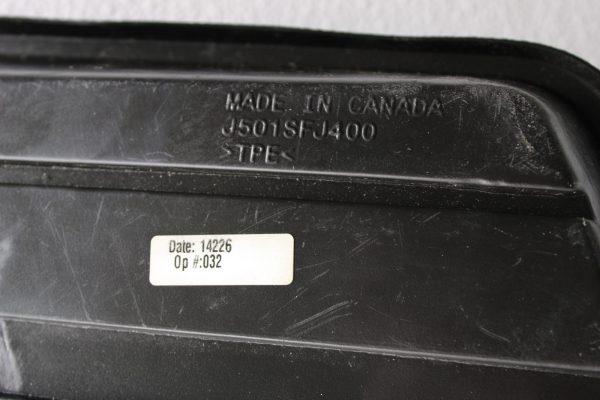 MADE IN CANADA
J501SFJ400
>TPE<
Date: 14226
Op #:032